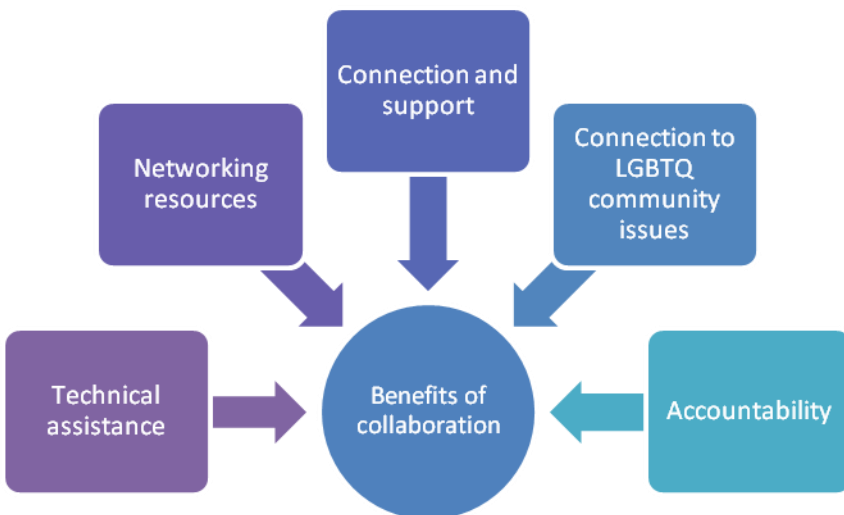 Connection and
support
Networking
resources
Connection to
LGBTQ
community
issues
Technical
assistance
Benefits of
collaboration
Accountability